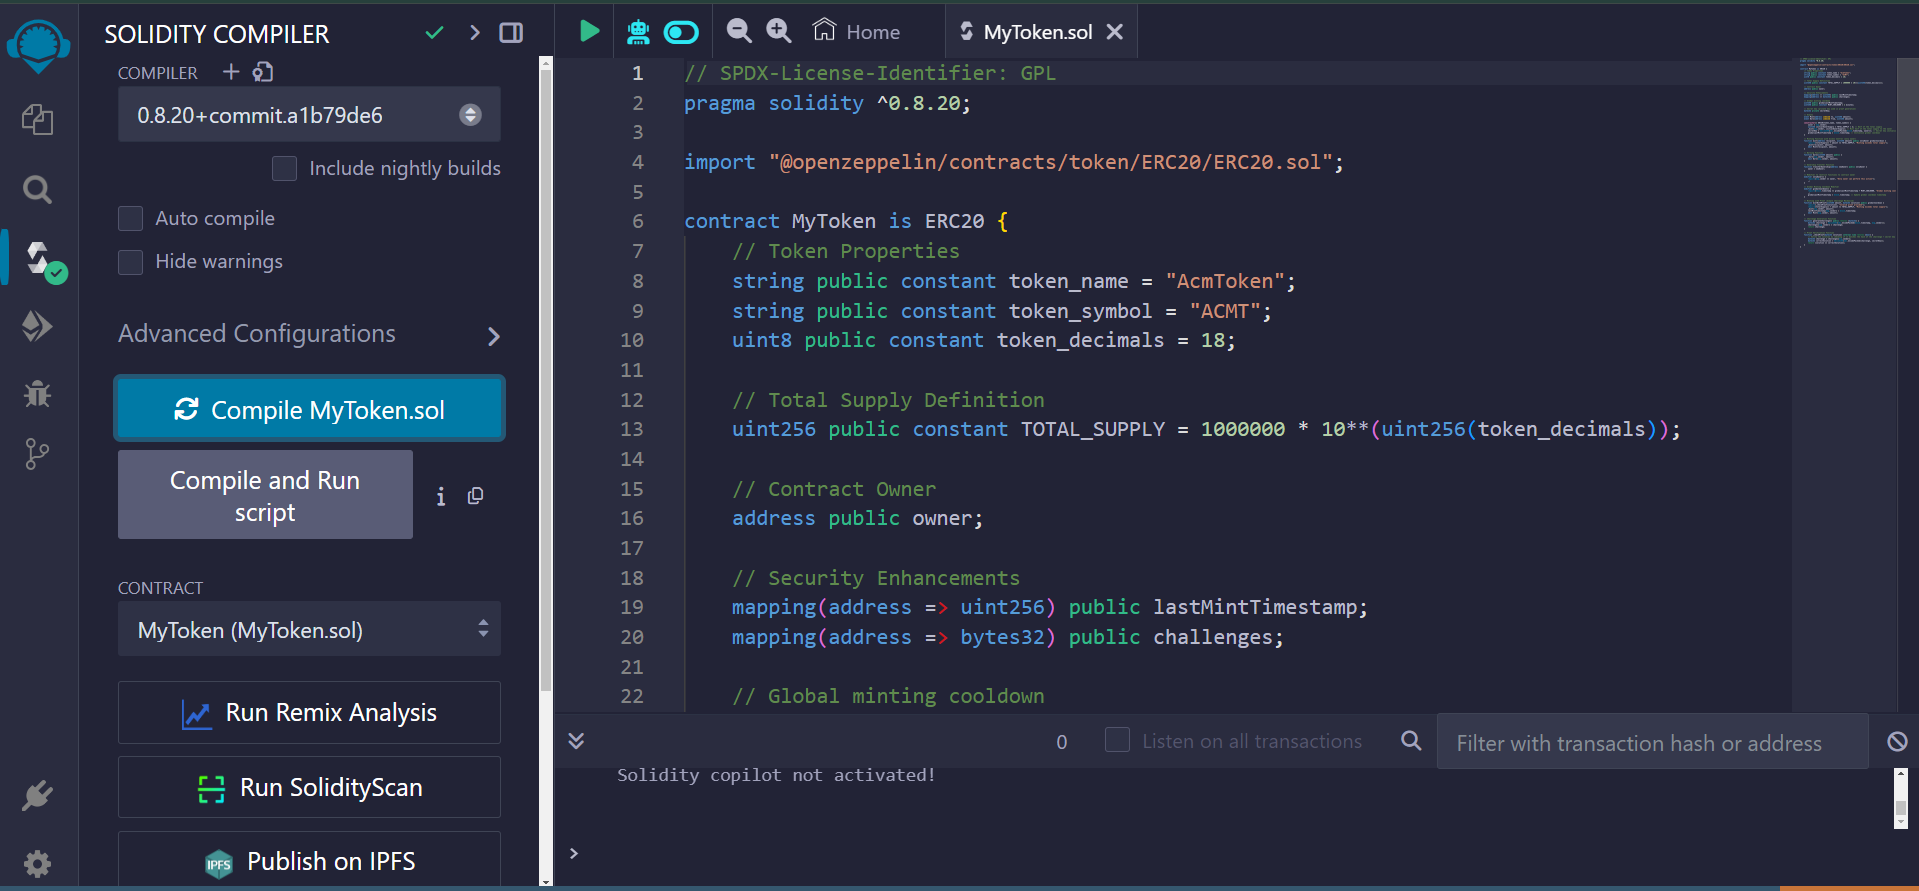 SOLIDITY COMPILER
COMPILER
0.8.20+commit.a1b79de6
Include nightly builds
Auto compile
Hide warnings
Advanced Configurations
Compile MyToken.sol
Compile and Run
script
CONTRACT
MyToken (MyToken.sol)
Run Remix Analysis
Run SolidityScan
IPFS
Publish on IPFS
Home
MyToken.sol
1 // SPDX-License-Identifier: GPL
2 pragma solidity ^0.8.20;
3
4 import "@openzeppelin/contracts/token/ERC20/ERC20.sol";
5
6 contract MyToken is ERC20 {
7 // Token Properties
8 string public constant token_name = "AcmToken";
9 string public constant token_symbol = "ACMT";
10 uint8 public constant token_decimals = 18;
11
12 // Total Supply Definition
13 uint256 public constant TOTAL_SUPPLY = 1000000 * 10**(uint256(token_decimals));
14
15 // Contract Owner
16 address public owner;
17
18 // Security Enhancements
19 mapping(address => uint256) public lastMintTimestamp;
20 mapping(address => bytes32) public challenges;
21
22 // Global minting cooldown
0
Listen on all transactions
Filter with transaction hash or address
Solidity copilot not activated!
>